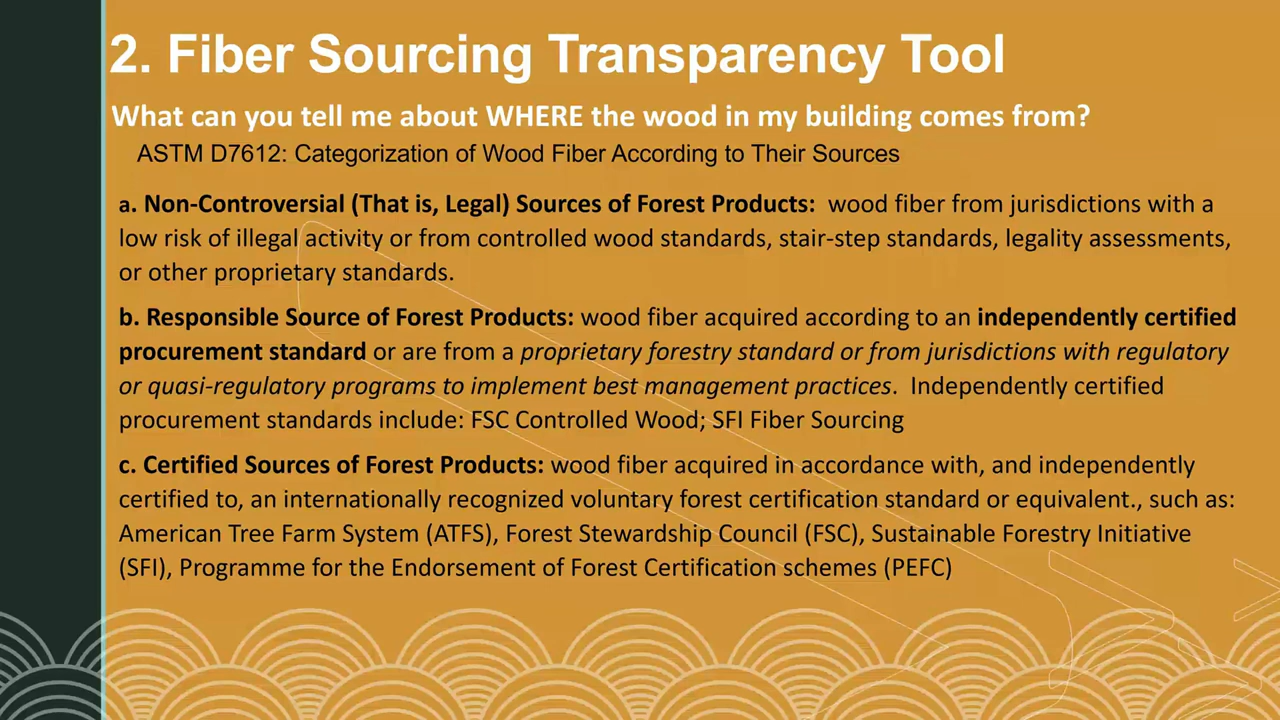 2. Fiber Sourcing Transparency Tool
What can you tell me about WHERE the wood in my building comes from?
ASTM D7612: Categorization of Wood Fiber According to Their Sources
a. Non-Controversial (That is, Legal) Sources of Forest Products: wood fiber from jurisdictions with a
low risk of illegal activity or from controlled wood standards, stair-step standards, legality assessments,
or other proprietary standards.
b. Responsible Source of Forest Products: wood fiber acquired according to an independently certified
procurement standard or are from a proprietary forestry standard or from jurisdictions with regulatory
or quasi-regulatory programs to implement best management practices. Independently certified
procurement standards include: FSC Controlled Wood; SFI Fiber Sourcing
c. Certified Sources of Forest Products: wood fiber acquired in accordance with, and independently
certified to, an internationally recognized voluntary forest certification standard or equivalent., such as:
American Tree Farm System (ATFS), Forest Stewardship Council (FSC), Sustainable Forestry Initiative
(SFI), Programme for the Endorsement of Forest Certification schemes (PEFC)